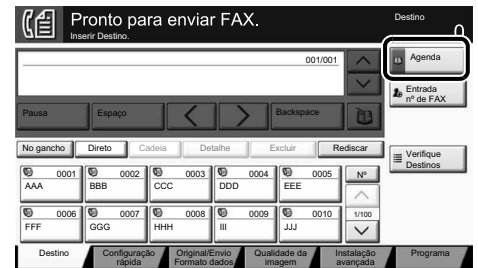 Pronto para enviar FAX.
Inserir Destino.
Destino
0
001/001
Agenda
Entrada
nº de FAX
Pausa
Espaço
Backspace
No gancho
Direto
Cadeia
Detalhe
Excluir
Rediscar
Verifique
Destinos
0001
AAA
0002
BBB
0003
CCC
0004
DDD
0005
EEE
Nº
0006
FFF
0007
GGG
0008
HHH
0009
III
0010
JJJ
1/100
Destino
Configuração
rápida
Original/Envio
Formato dados
Qualidade da
imagem
Instalação
avançada
Programa